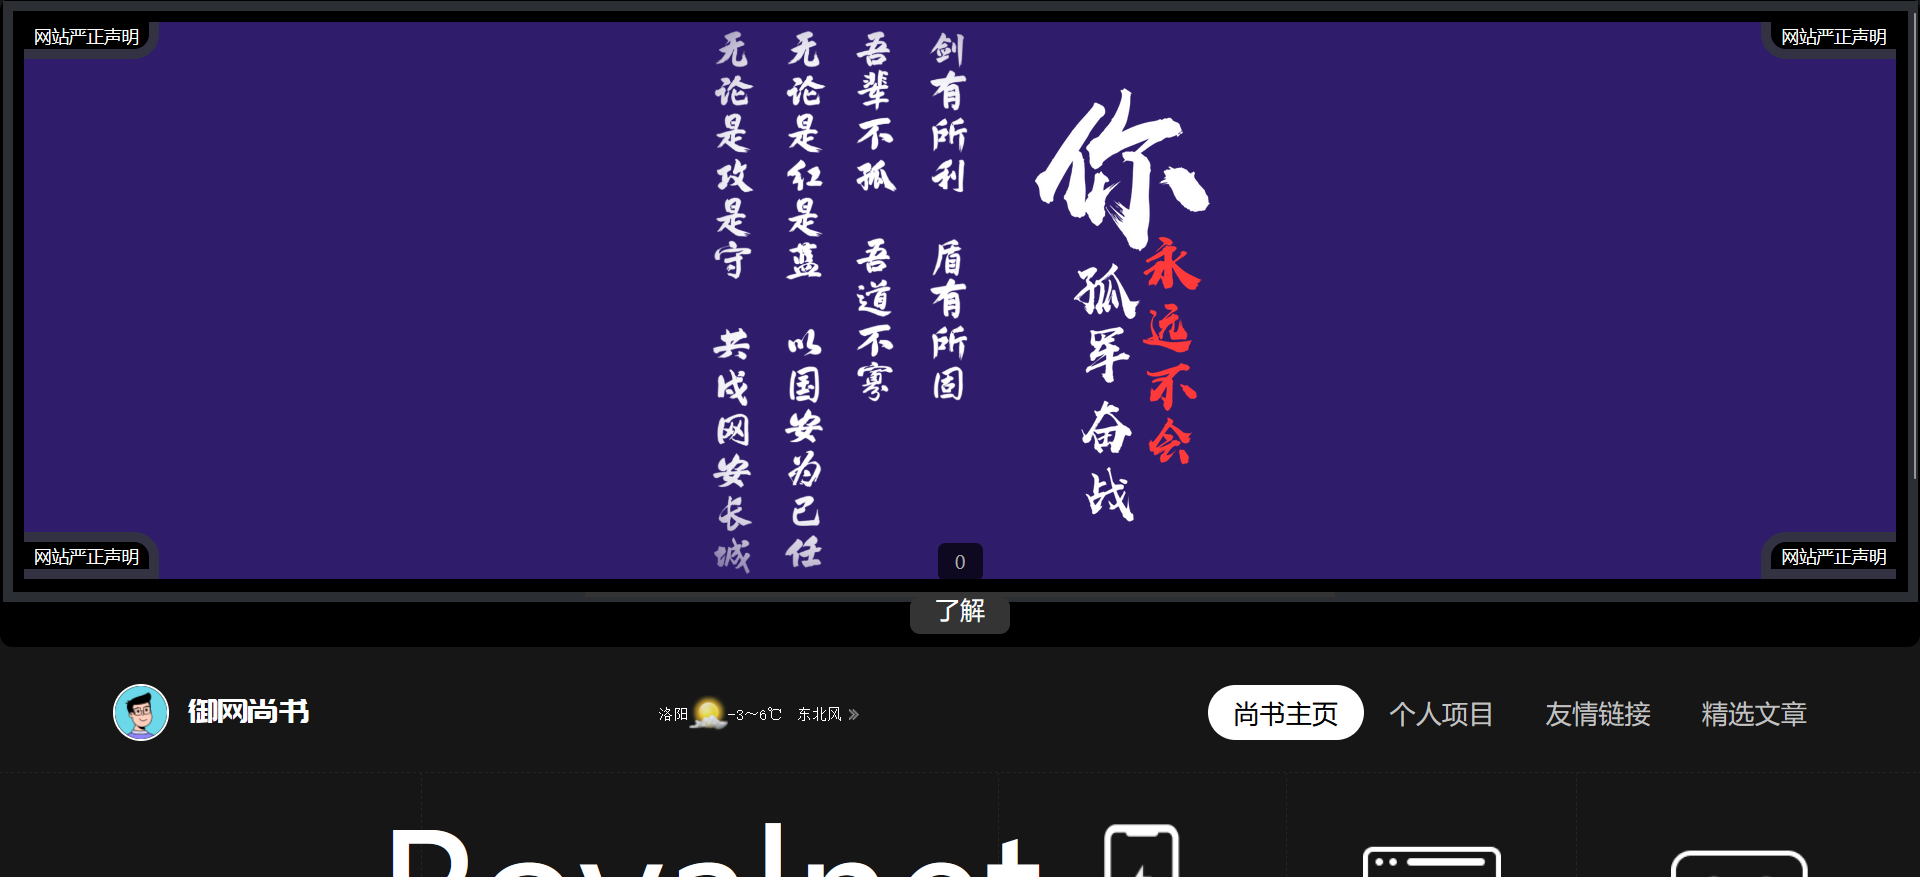 网站严正声明
网站严正声明
你
永远不会
孤军奋战
剑有所利 盾有所固
吾辈不孤 吾道不寡
无论是红是蓝 以国安为己任
无论是攻是守 共成网安长城
网站严正声明
0
网站严正声明
了解
御网尚书
洛阳 -3～6℃ 东北风
尚书主页
个人项目
友情链接
精选文章
Royalnet